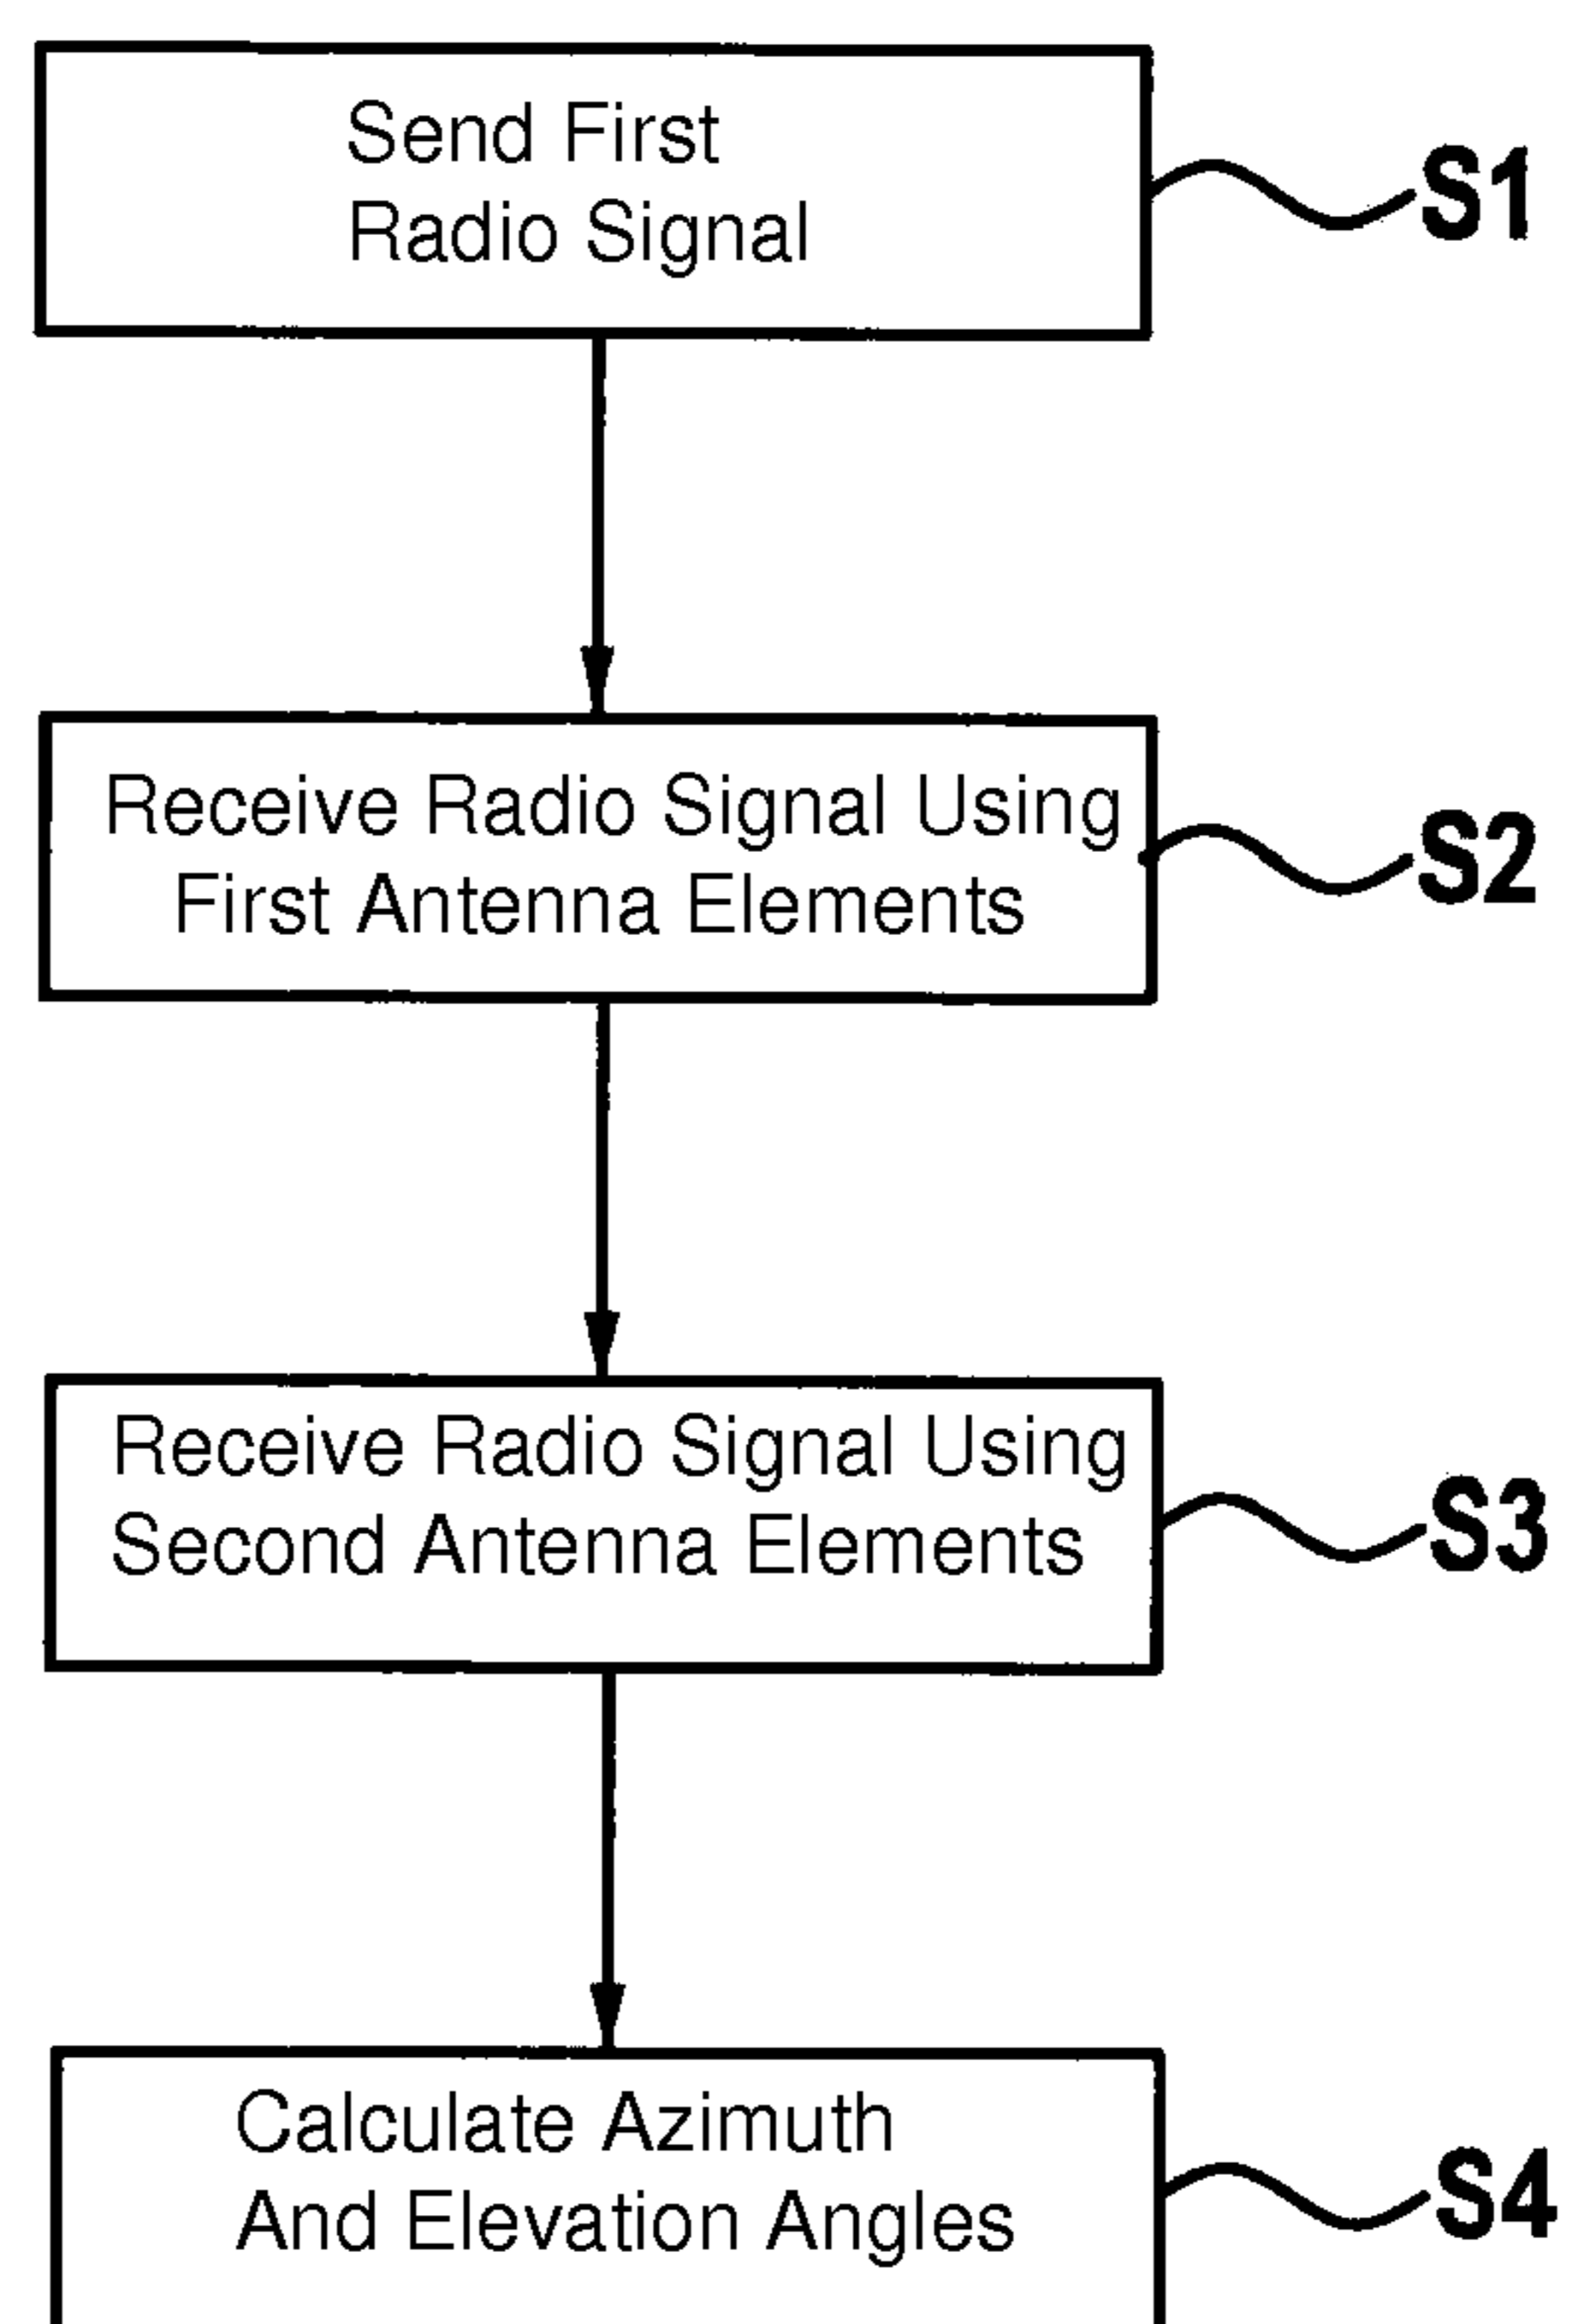 Send First
Radio Signal
S1
Receive Radio Signal Using
First Antenna Elements
S2
Receive Radio Signal Using
Second Antenna Elements
S3
Calculate Azimuth
And Elevation Angles
S4